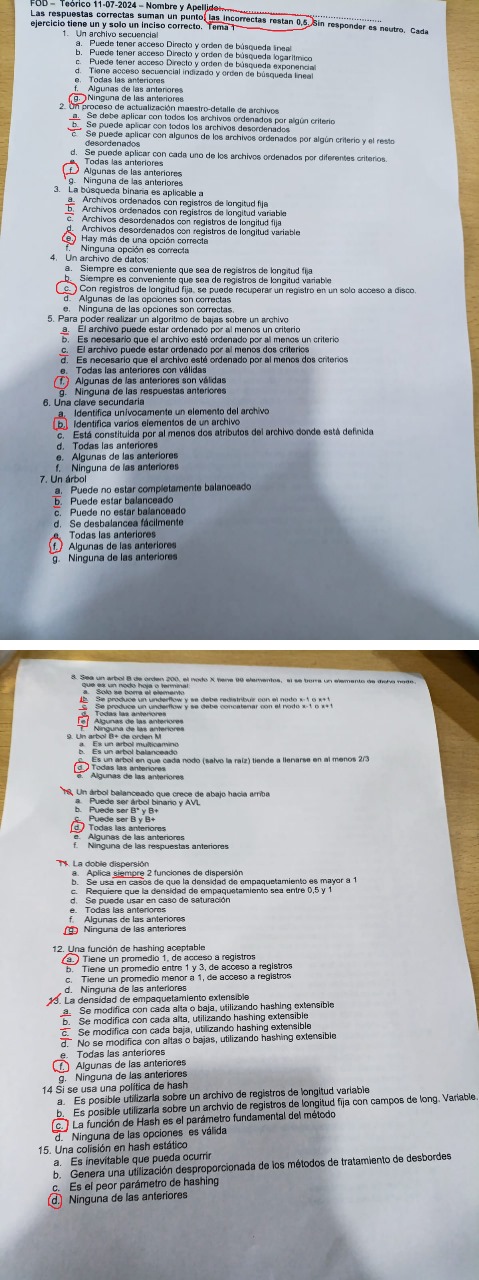 FOD – Teórico 11-07-2024 – Nombre y Apellido:..............................
Las respuestas correctas suman un punto, las incorrectas restan 0,5. Sin responder es neutro. Cada
ejercicio tiene un y solo un inciso correcto. Tema 1
1. Un archivo secuencial
a. Puede tener acceso Directo y orden de búsqueda lineal
b. Puede tener acceso Directo y orden de búsqueda logarítmico
c. Puede tener acceso Directo y orden de búsqueda exponencial
d. Tiene acceso secuencial indizado y orden de búsqueda lineal
e. Todas las anteriores
f. Algunas de las anteriores
g. Ninguna de las anteriores
2. Un proceso de actualización maestro-detalle de archivos
a. Se debe aplicar con todos los archivos ordenados por algún criterio
b. Se puede aplicar con todos los archivos desordenados
c. Se puede aplicar con algunos de los archivos ordenados por algún criterio y el resto
desordenados
d. Se puede aplicar con cada uno de los archivos ordenados por diferentes criterios.
e. Todas las anteriores
f. Algunas de las anteriores
g. Ninguna de las anteriores
3. La búsqueda binaria es aplicable a
a. Archivos ordenados con registros de longitud fija
b. Archivos ordenados con registros de longitud variable
c. Archivos desordenados con registros de longitud fija
d. Archivos desordenados con registros de longitud variable
e. Hay más de una opción correcta
f. Ninguna opción es correcta
4. Un archivo de datos:
a. Siempre es conveniente que sea de registros de longitud fija
b. Siempre es conveniente que sea de registros de longitud variable
c. Con registros de longitud fija, se puede recuperar un registro en un solo acceso a disco.
d. Algunas de las opciones son correctas
e. Ninguna de las opciones son correctas.
5. Para poder realizar un algoritmo de bajas sobre un archivo
a. El archivo puede estar ordenado por al menos un criterio
b. Es necesario que el archivo esté ordenado por al menos un criterio
c. El archivo puede estar ordenado por al menos dos criterios
d. Es necesario que el archivo esté ordenado por al menos dos criterios
e. Todas las anteriores con válidas
f. Algunas de las anteriores son válidas
g. Ninguna de las respuestas anteriores
6. Una clave secundaria
a. Identifica unívocamente un elemento del archivo
b. Identifica varios elementos de un archivo
c. Está constituida por al menos dos atributos del archivo donde está definida
d. Todas las anteriores
e. Algunas de las anteriores
f. Ninguna de las anteriores
7. Un árbol
a. Puede no estar completamente balanceado
b. Puede estar balanceado
c. Puede no estar balanceado
d. Se desbalancea fácilmente
e. Todas las anteriores
f. Algunas de las anteriores
g. Ninguna de las anteriores
8. Sea un arbol B de orden 200, el nodo X tiene 99 elementos, si se borra un elemento de dicho nodo,
que es un nodo hoja o terminal:
a. Solo se borra el elemento
b. Se produce un underflow y se debe redistribuir con el nodo x-1 o x+1
c. Se produce un underflow y se debe concatenar con el nodo x-1 o x+1
d. Todas las anteriores
e. Algunas de las anteriores
f. Ninguna de las anteriores
9. Un árbol B+ de orden M
a. Es un arbol multicamino
b. Es un arbol balanceado
c. Es un arbol en que cada nodo (salvo la raíz) tiende a llenarse en al menos 2/3
d. Todas las anteriores
e. Algunas de las anteriores
10. Un árbol balanceado que crece de abajo hacia arriba
a. Puede ser árbol binario y AVL
b. Puede ser B* y B+
c. Puede ser B y B+
d. Todas las anteriores
e. Algunas de las anteriores
f. Ninguna de las respuestas anteriores
11. La doble dispersión
a. Aplica siempre 2 funciones de dispersión
b. Se usa en casos de que la densidad de empaquetamiento es mayor a 1
c. Requiere que la densidad de empaquetamiento sea entre 0,5 y 1
d. Se puede usar en caso de saturación
e. Todas las anteriores
f. Algunas de las anteriores
g. Ninguna de las anteriores
12. Una función de hashing aceptable
a. Tiene un promedio 1, de acceso a registros
b. Tiene un promedio entre 1 y 3, de acceso a registros
c. Tiene un promedio menor a 1, de acceso a registros
d. Ninguna de las anteriores
13. La densidad de empaquetamiento extensible
a. Se modifica con cada alta o baja, utilizando hashing extensible
b. Se modifica con cada alta, utilizando hashing extensible
c. Se modifica con cada baja, utilizando hashing extensible
d. No se modifica con altas o bajas, utilizando hashing extensible
e. Todas las anteriores
f. Algunas de las anteriores
g. Ninguna de las anteriores
14 Si se usa una política de hash
a. Es posible utilizarla sobre un archivo de registros de longitud variable
b. Es posible utilizarla sobre un archvio de registros de longitud fija con campos de long. Variable.
c. La función de Hash es el parámetro fundamental del método
d. Ninguna de las opciones es válida
15. Una colisión en hash estático
a. Es inevitable que pueda ocurrir
b. Genera una utilización desproporcionada de los métodos de tratamiento de desbordes
c. Es el peor parámetro de hashing
d. Ninguna de las anteriores